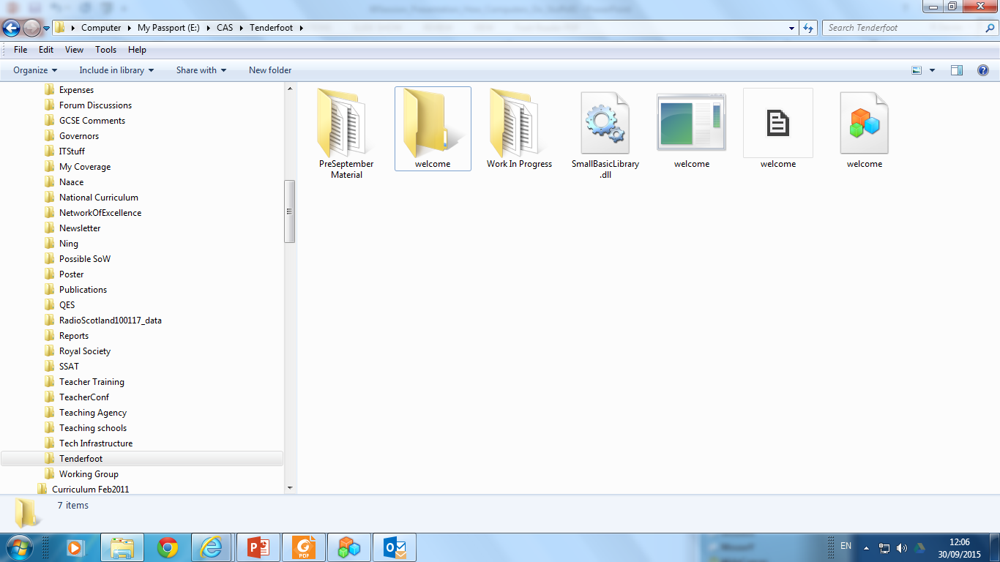 Computer My Passport (E:) CAS Tenderfoot
Search Tenderfoot
File Edit View Tools Help
Organize Include in library Share with New folder
Expenses
Forum Discussions
GCSE Comments
Governors
ITStuff
My Coverage
Naace
National Curriculum
NetworkOfExcellence
Newsletter
Ning
Possible SoW
Poster
Publications
QES
RadioScotland100117_data
Reports
Royal Society
SSAT
Teacher Training
TeacherConf
Teaching Agency
Teaching schools
Tech Infrastructure
Tenderfoot
Working Group
Curriculum Feb2011
PreSeptember
Material
welcome
Work In Progress
SmallBasicLibrary
.dll
welcome
welcome
welcome
7 items
PDF
EN
12:06
30/09/2015